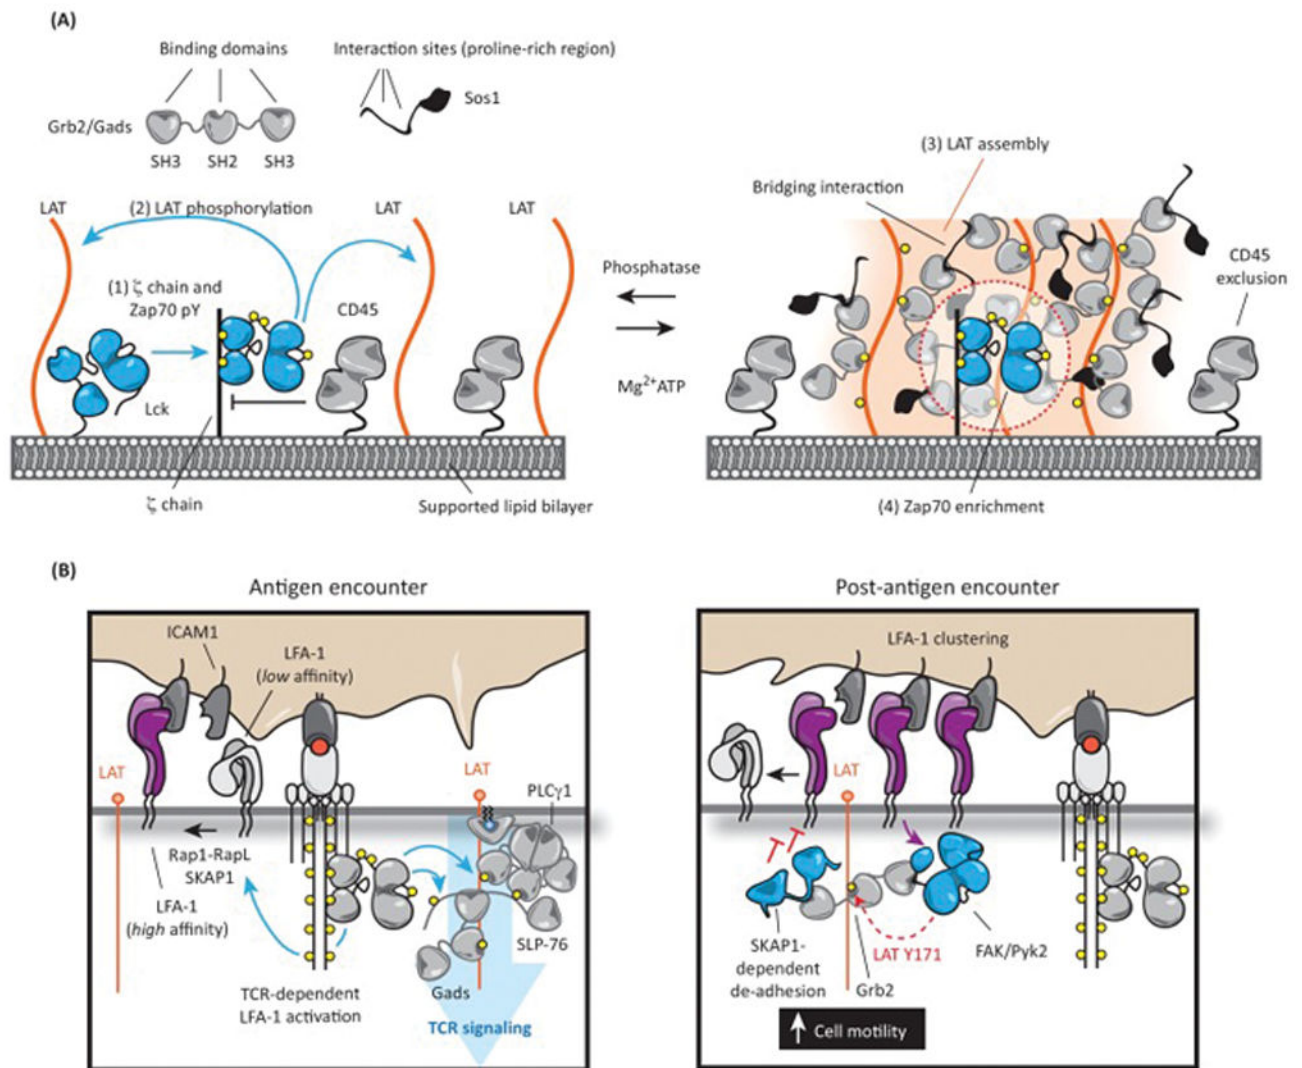 (A)
Binding domains
Interaction sites (proline-rich region)
Sos1
Grb2/Gads
SH3 SH2 SH3
LAT
(2) LAT phosphorylation
LAT
LAT
(1) ζ chain and
Zap70 pY
CD45
Lck
ζ chain
Supported lipid bilayer
Phosphatase
Mg2+ATP
(3) LAT assembly
Bridging interaction
CD45
exclusion
(4) Zap70 enrichment
(B)
Antigen encounter
ICAM1
LFA-1
(low affinity)
LAT
LAT
PLCγ1
Rap1-RapL
SKAP1
LFA-1
(high affinity)
SLP-76
TCR-dependent
LFA-1 activation
Gads
TCR signaling
Post-antigen encounter
LFA-1 clustering
LAT
SKAP1-
dependent
de-adhesion
LAT Y171
FAK/Pyk2
Grb2
Cell motility